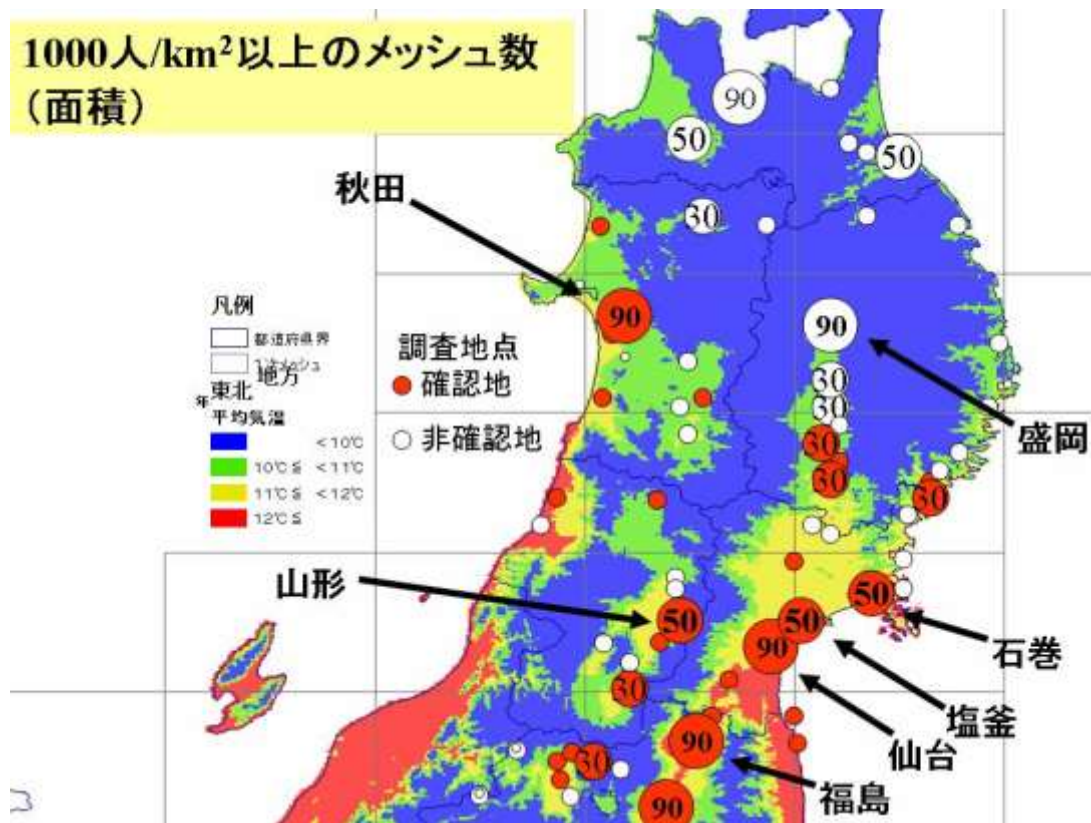 1000人/km²以上のメッシュ数
(面積)
90
50
50
秋田
30
凡例
都道府県界
調査地点
確認地
非確認地
東北地方
年
平均気温
<10℃
10℃≦ <11℃
11℃≦ <12℃
12℃≦
90
90
30
30
30
30
盛岡
30
山形
50
50
50
90
石巻
塩釜
仙台
福島
30
90
30
90